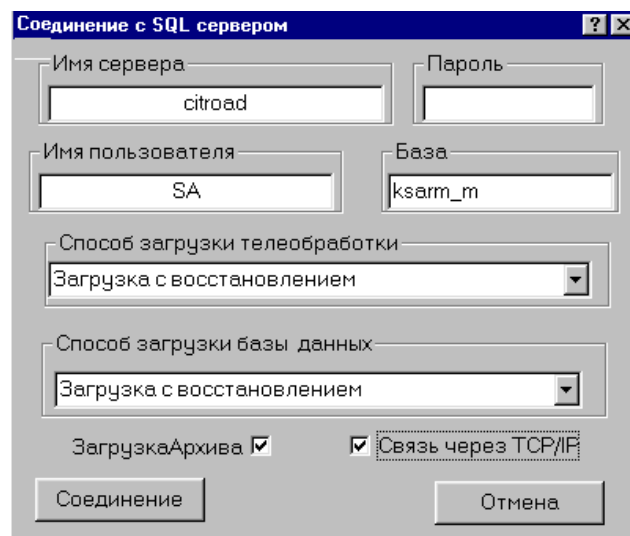 Соединение с SQL сервером
Имя сервера
Пароль
citroad
Имя пользователя
База
SA
ksarm_m
Способ загрузки телеобработки
Загрузка с восстановлением
Способ загрузки базы данных
Загрузка с восстановлением
ЗагрузкаАрхива
Связь через TCP/IP
Соединение
Отмена